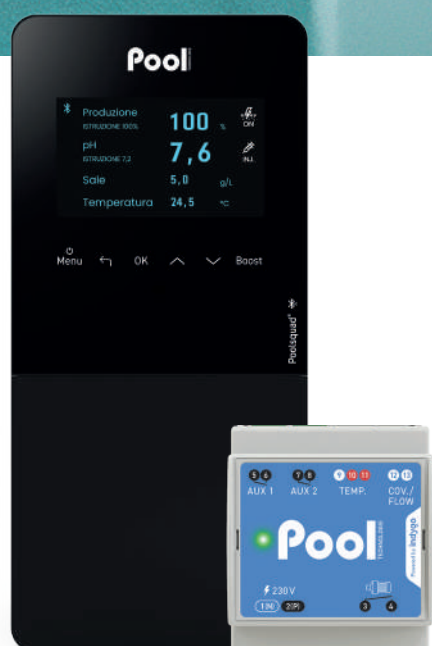 Pool
Produzione
ISTRUZIONE 100%
100 %
ON
pH
ISTRUZIONE 7,2
7,6
INJ.
Sale
5,0 g/L
Temperatura
24,5 °C
Menu OK Boost
Poolsquad®
5 6 7 8 9 10 11 12 13
AUX 1 AUX 2 TEMP. COV./
FLOW
Pool
TECHNOLOGIE
Powered by indygo
230V
1(N) 2(P) 3 4